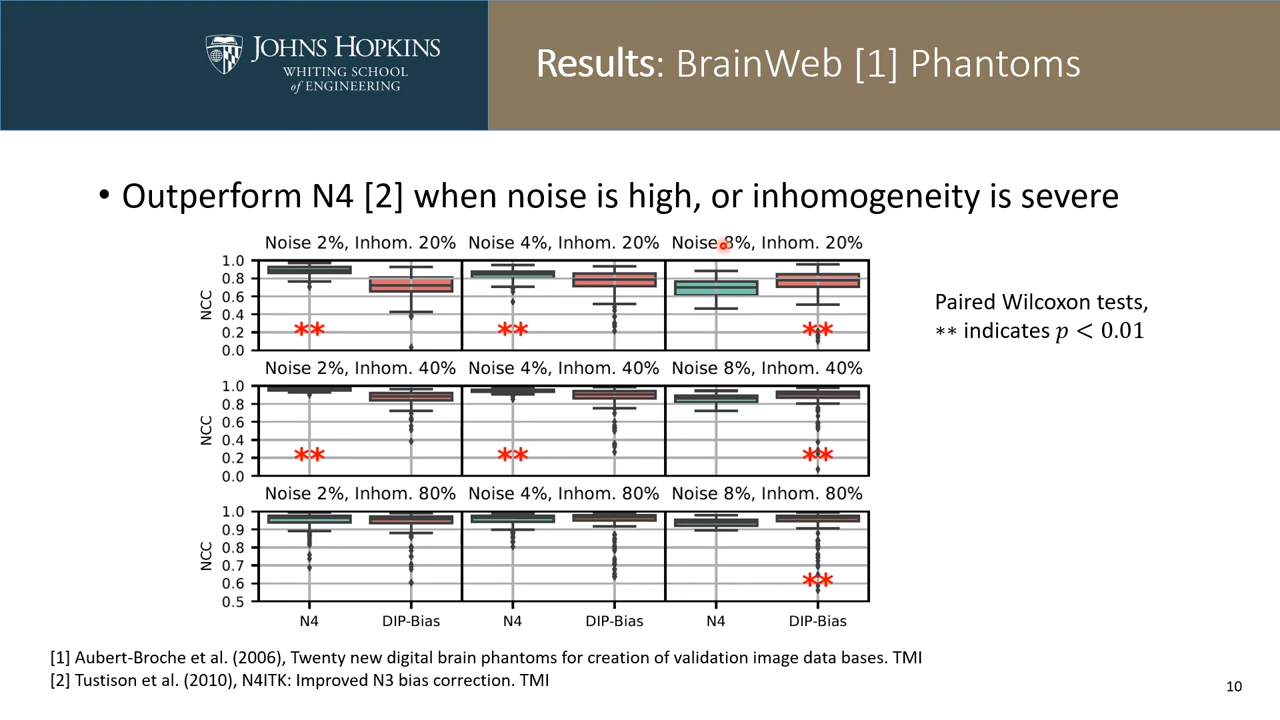 JOHNS HOPKINS
WHITING SCHOOL
of ENGINEERING
Results: BrainWeb [1] Phantoms
• Outperform N4 [2] when noise is high, or inhomogeneity is severe
Noise 2%, Inhom. 20% Noise 4%, Inhom. 20% Noise 8%, Inhom. 20%
1.0
0.8
0.6
0.4
0.2
0.0
NCC
** ** **
Paired Wilcoxon tests,
** indicates p < 0.01
Noise 2%, Inhom. 40% Noise 4%, Inhom. 40% Noise 8%, Inhom. 40%
1.0
0.8
0.6
0.4
0.2
0.0
NCC
** ** **
Noise 2%, Inhom. 80% Noise 4%, Inhom. 80% Noise 8%, Inhom. 80%
1.0
0.9
0.8
0.7
0.6
0.5
NCC
**
N4 DIP-Bias N4 DIP-Bias N4 DIP-Bias
[1] Aubert-Broche et al. (2006), Twenty new digital brain phantoms for creation of validation image data bases. TMI
[2] Tustison et al. (2010), N4ITK: Improved N3 bias correction. TMI
10